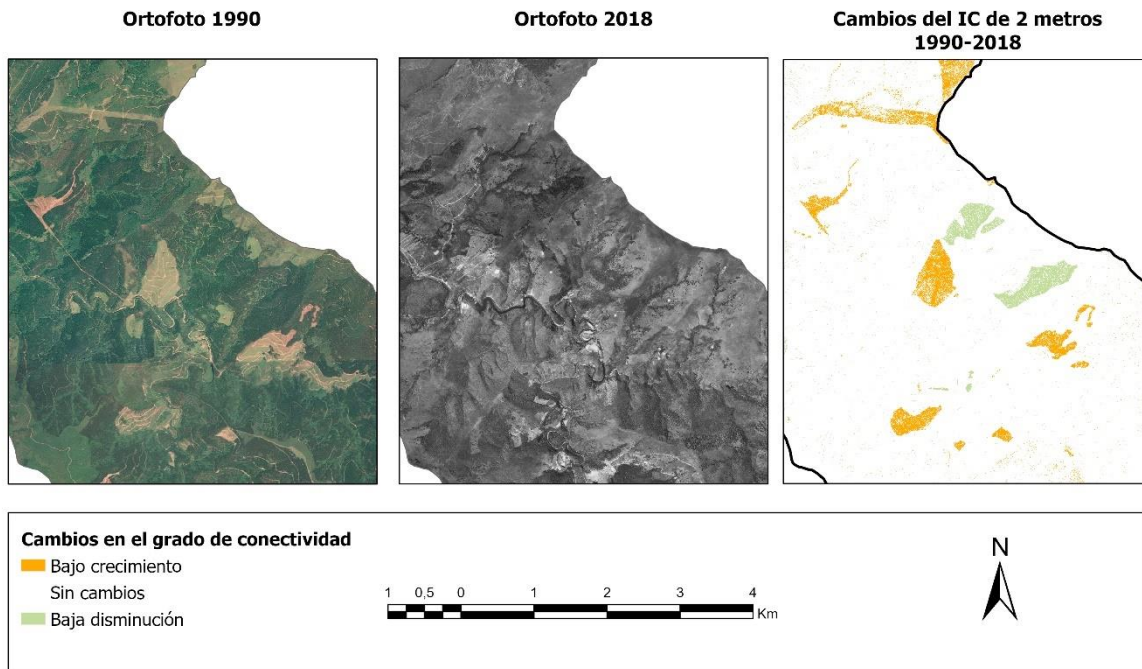 Ortofoto 1990
Ortofoto 2018
Cambios del IC de 2 metros
1990-2018
Cambios en el grado de conectividad
Bajo crecimiento
Sin cambios
Baja disminución
1 0,5 0 1 2 3 4
Km
N